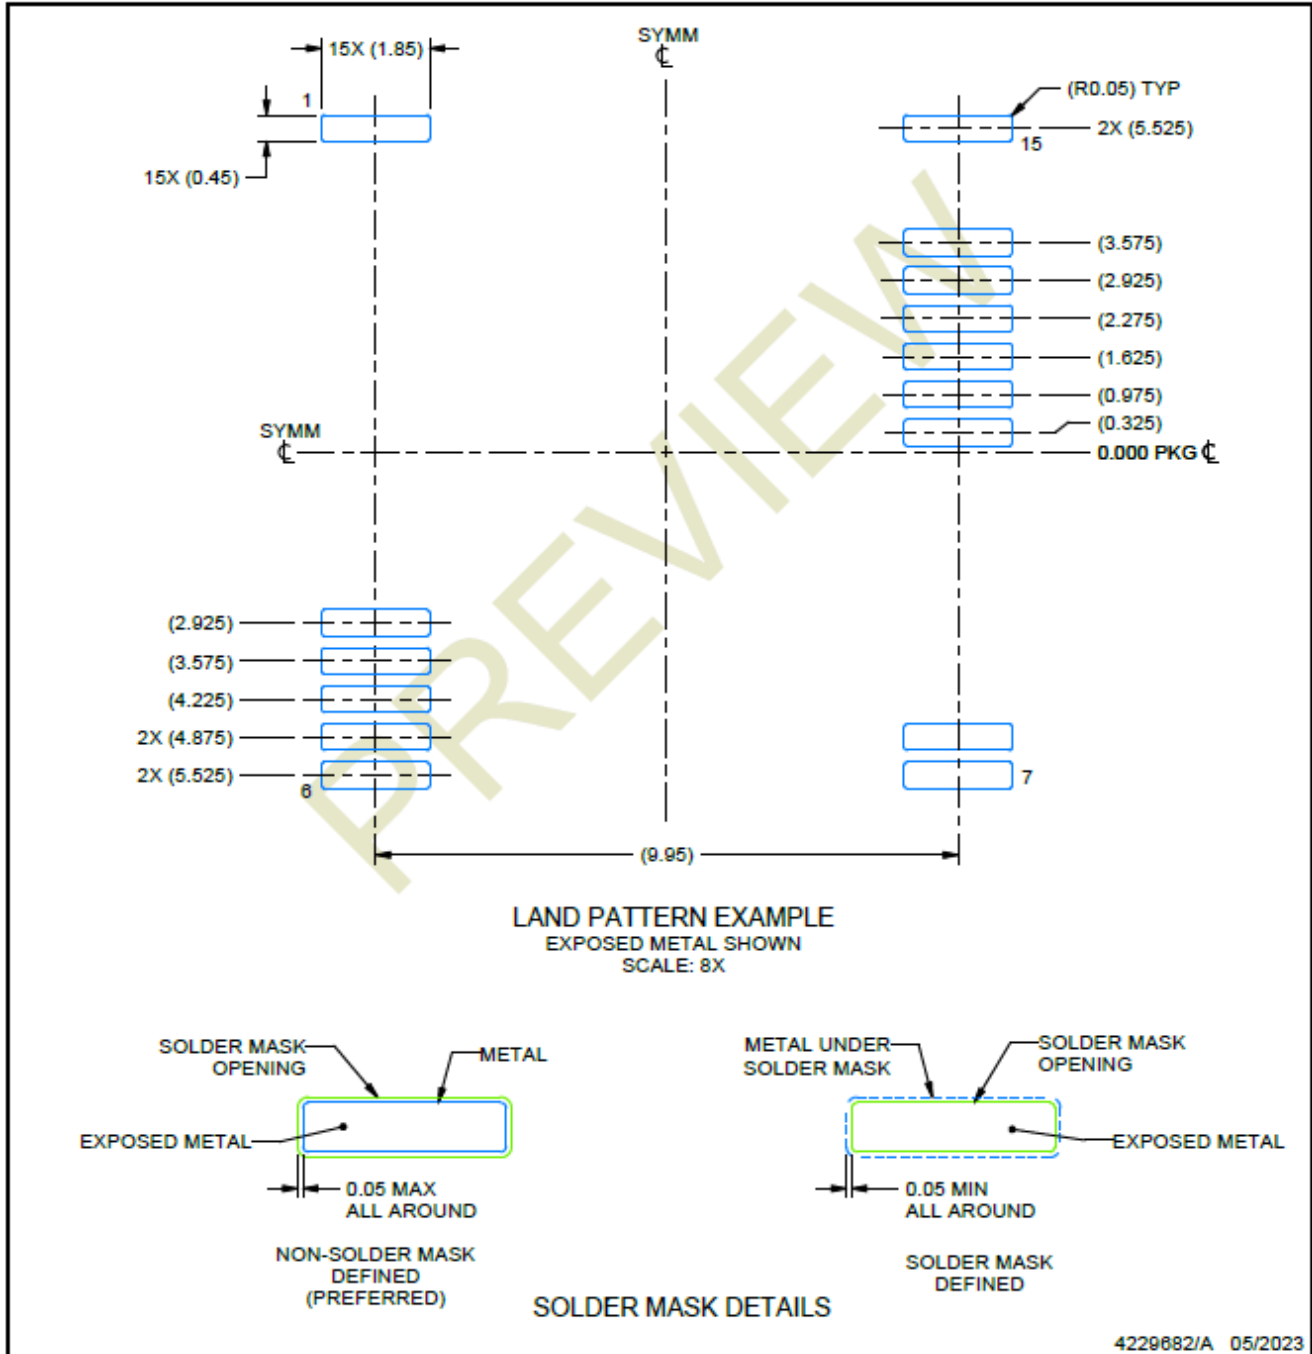 SYMM
℄
15X (1.85)
1
(R0.05) TYP
2X (5.525)
15
15X (0.45)
(3.575)
(2.925)
(2.275)
(1.625)
(0.975)
(0.325)
SYMM
℄
0.000 PKG ℄
PREVIEW
(2.925)
(3.575)
(4.225)
2X (4.875)
2X (5.525)
6
7
(9.95)
LAND PATTERN EXAMPLE
EXPOSED METAL SHOWN
SCALE: 8X
SOLDER MASK
OPENING
METAL
EXPOSED METAL
0.05 MAX
ALL AROUND
NON-SOLDER MASK
DEFINED
(PREFERRED)
METAL UNDER
SOLDER MASK
SOLDER MASK
OPENING
EXPOSED METAL
0.05 MIN
ALL AROUND
SOLDER MASK
DEFINED
SOLDER MASK DETAILS
4229682/A 05/2023